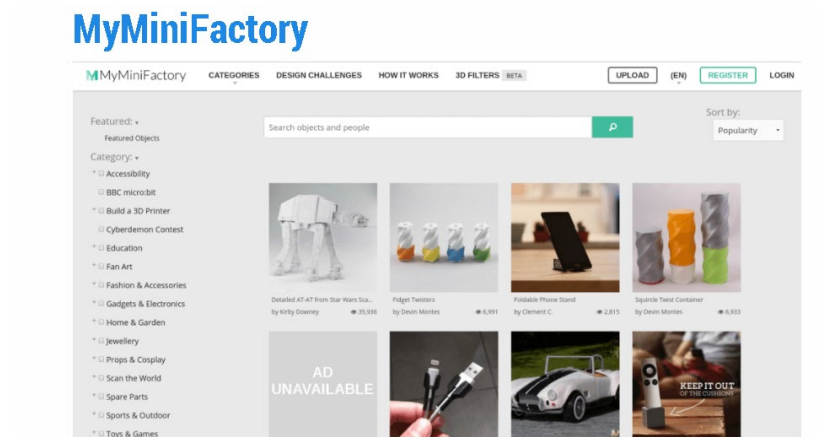 MyMiniFactory
MyMiniFactory CATEGORIES DESIGN CHALLENGES HOW IT WORKS 3D FILTERS BETA UPLOAD (EN) REGISTER LOGIN
Featured:
Featured Objects
Category:
Accessibility
BBC micro:bit
Build a 3D Printer
Cyberdemon Contest
Education
Fan Art
Fashion & Accessories
Gadgets & Electronics
Home & Garden
Jewellery
Props & Cosplay
Scan the World
Spare Parts
Sports & Outdoor
Toys & Games
Search objects and people
Sort by:
Popularity
Detailed AT-AT from Star Wars Sca...
by Kirby Downey 35,936
Fidget Twisters
by Devin Montes 6,991
Foldable Phone Stand
by Clement C. 2,815
Squircle Twist Container
by Devin Montes 6,933
AD
UNAVAILABLE
KEEP IT OUT
OF THE CUSHIONS